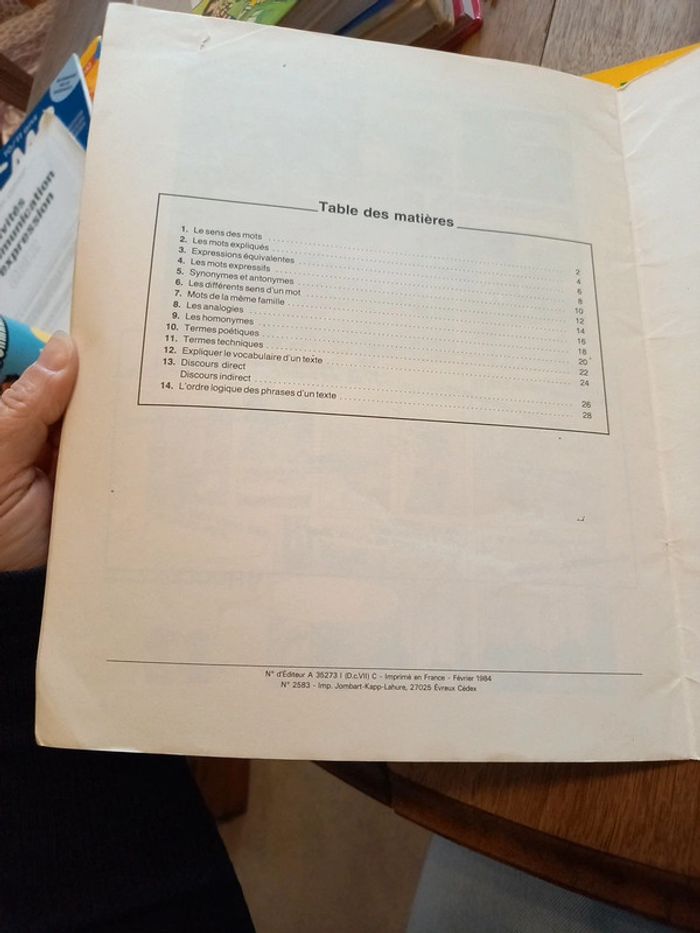 Table des matières
1. Le sens des mots 2
2. Les mots expliqués 4
3. Expressions équivalentes 6
4. Les mots expressifs 8
5. Synonymes et antonymes 10
6. Les différents sens d'un mot 12
7. Mots de la même famille 14
8. Les analogies 16
9. Les homonymes 18
10. Termes poétiques 20
11. Termes techniques 22
12. Expliquer le vocabulaire d'un texte 24
13. Discours direct
Discours indirect 26
14. L'ordre logique des phrases d'un texte 28
N° d'Éditeur A 35273 I (D.c.VII) C - Imprimé en France - Février 1984
N° 2583 - Imp. Jombart-Kapp-Lahure, 27025 Évreux Cédex
expression